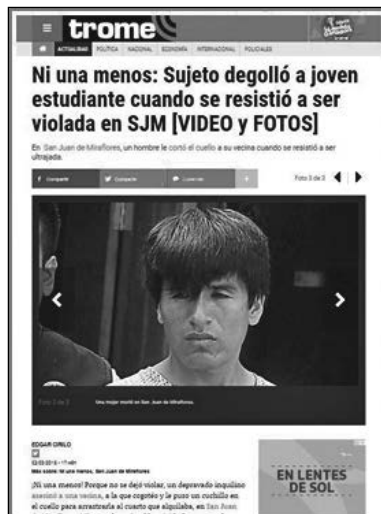 trome
ACTUALIDAD POLÍTICA NACIONAL ECONOMÍA INTERNACIONAL POLICIALES
Ni una menos: Sujeto degolló a joven
estudiante cuando se resistió a ser
violada en SJM [VIDEO y FOTOS]
En San Juan de Miraflores, un hombre le cortó el cuello a su vecina cuando se resistió a ser
ultrajada.
Compartir Compartir Foto 3 de 3
Una mujer murió en San Juan de Miraflores.
EDGAR CIRILO
Más sobre: Ni una menos, San Juan de Miraflores
¡Ni una menos! Porque no se dejó violar, un depravado inquilino
asesinó a una vecina, a la que cogoteó y le puso un cuchillo en
el cuello para arrastrarla al cuarto que alquilaba, en San Juan
EN LENTES
DE SOL